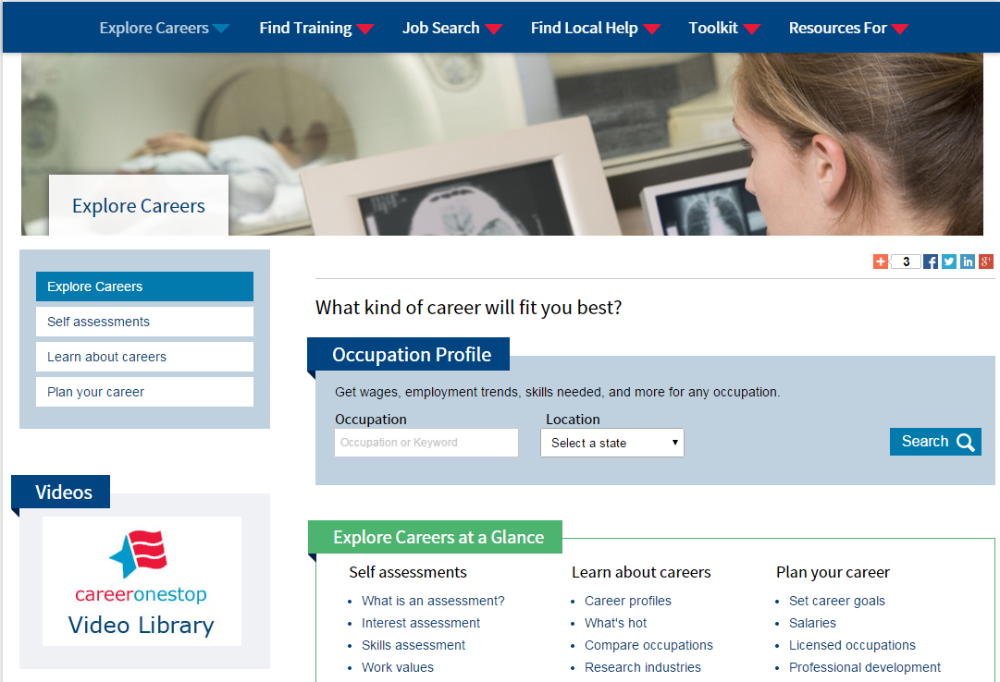 Explore Careers Find Training Job Search Find Local Help Toolkit Resources For
Explore Careers
+ 3 f in g+
Explore Careers
Self assessments
Learn about careers
Plan your career
What kind of career will fit you best?
Occupation Profile
Get wages, employment trends, skills needed, and more for any occupation.
Occupation Location
Occupation or Keyword Select a state Search
Videos
careeronestop
Video Library
Explore Careers at a Glance
Self assessments Learn about careers Plan your career
• What is an assessment? • Career profiles • Set career goals
• Interest assessment • What's hot • Salaries
• Skills assessment • Compare occupations • Licensed occupations
• Work values • Research industries • Professional development